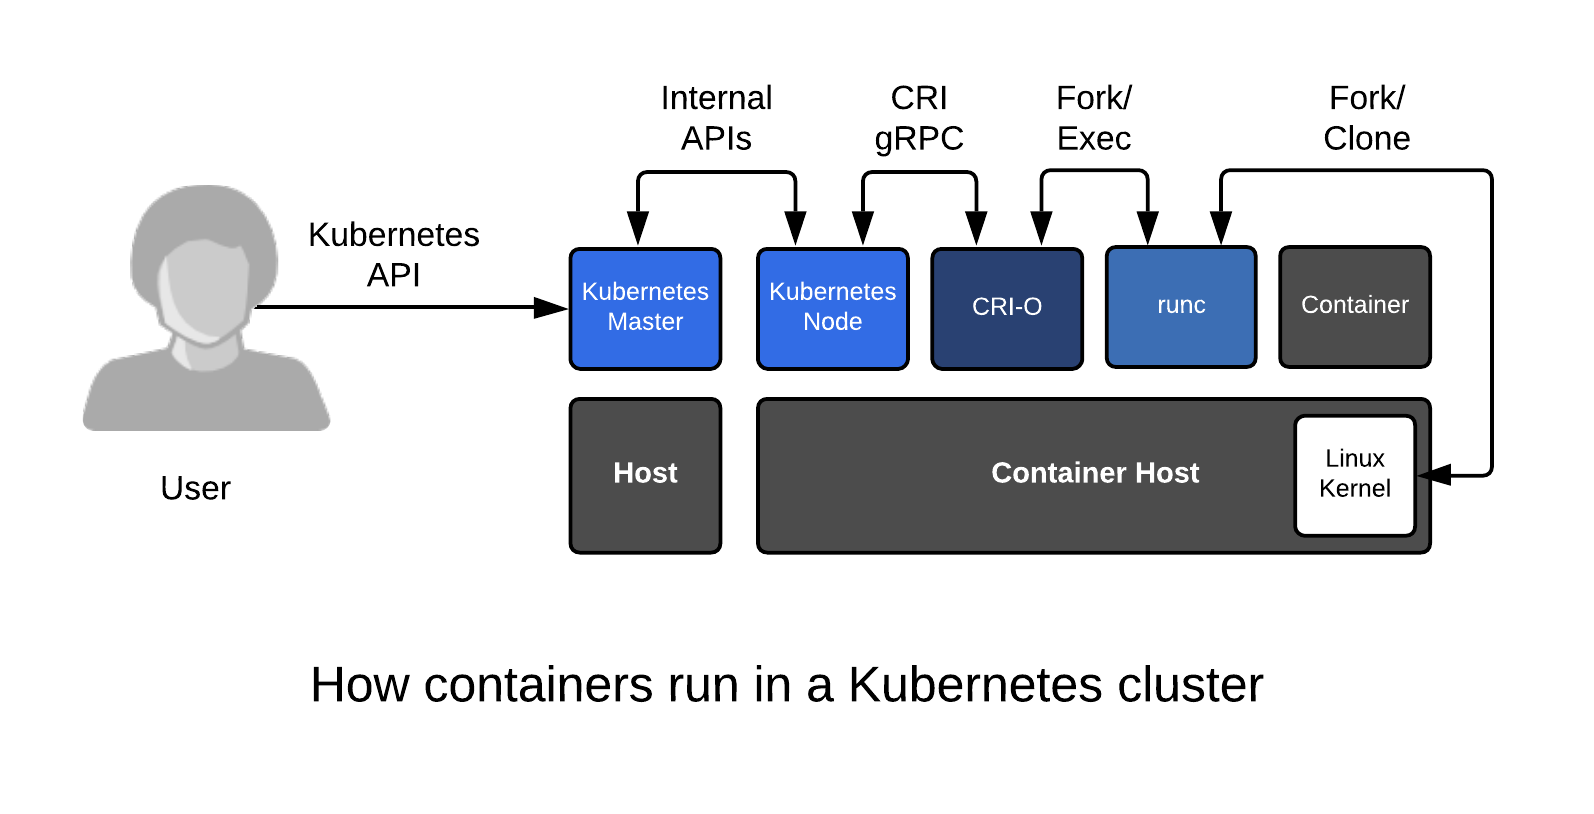 Internal
APIs
CRI
gRPC
Fork/
Exec
Fork/
Clone
Kubernetes
API
Kubernetes
Master
Kubernetes
Node
CRI-O
runc
Container
User
Host
Container Host
Linux
Kernel
How containers run in a Kubernetes cluster